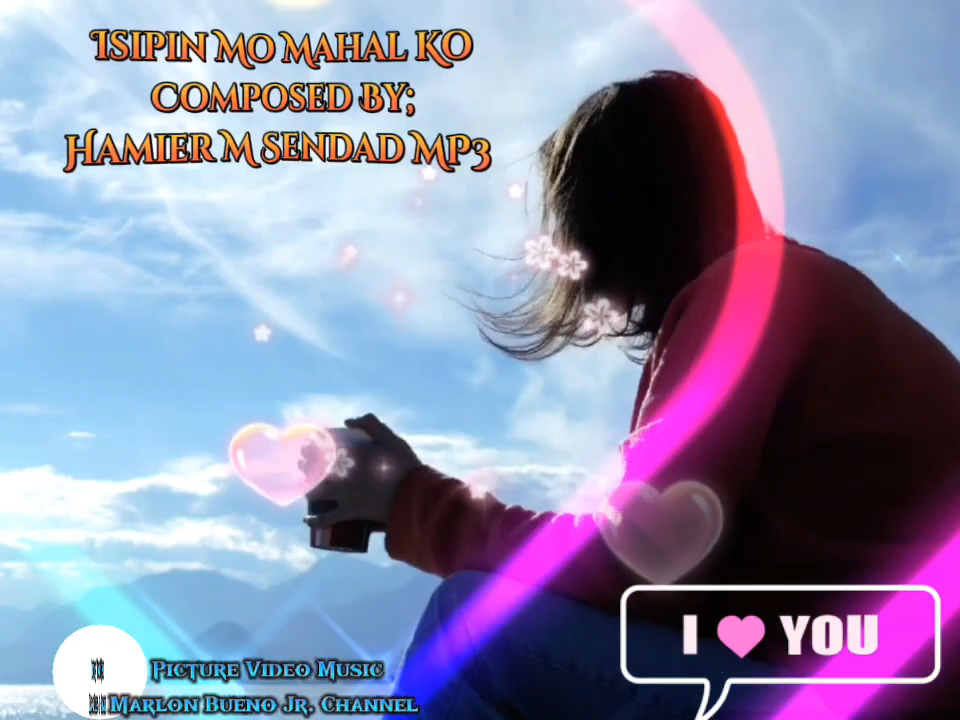 Isipin Mo Mahal Ko
Composed By;
Hamier M Sendad MP3
I YOU
Picture Video Music
Marlon Bueno Jr. Channel